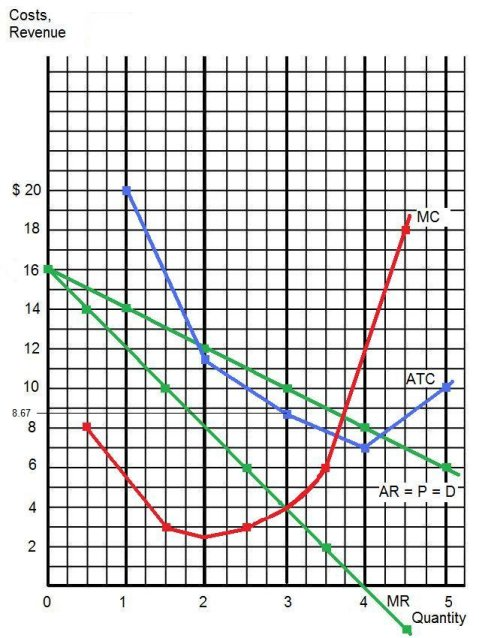 Costs,
Revenue
$ 20
18
16
14
12
10
8.67
8
6
4
2
MC
ATC
AR = P = D
0
1
2
3
4
MR
5
Quantity